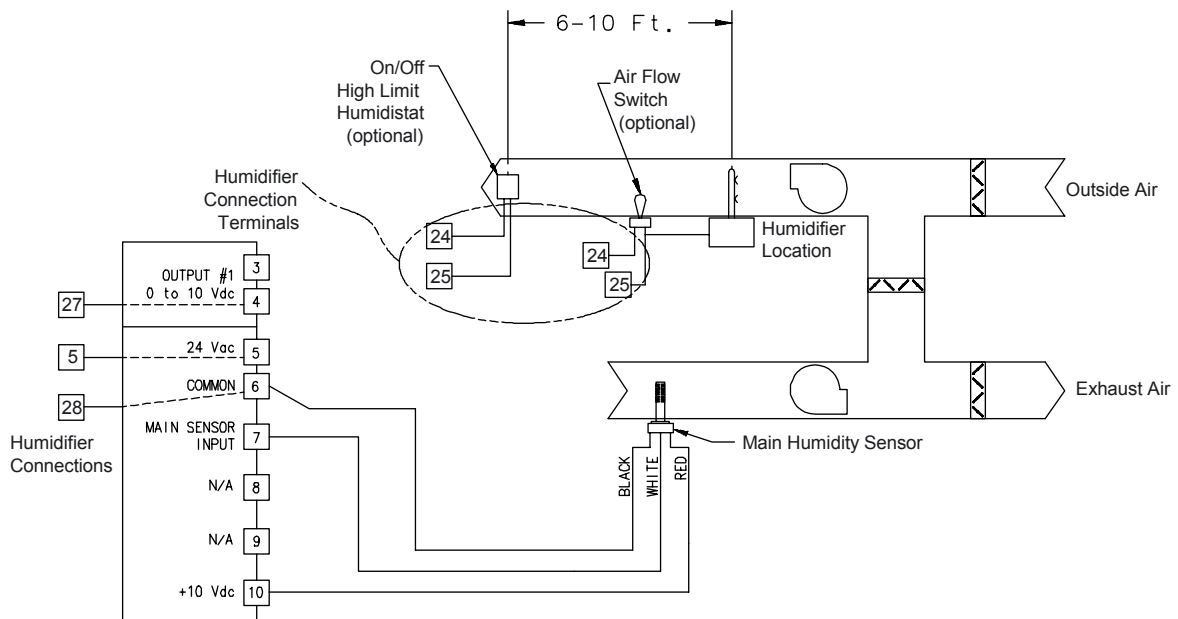 6-10 Ft.
On/Off
High Limit
Humidistat
(optional)
Air Flow
Switch
(optional)
Humidifier
Connection
Terminals
Outside Air
24
25
24
25
Humidifier
Location
OUTPUT #1
0 to 10 Vdc
3
4
27
24 Vac
5
5
COMMON
6
28
MAIN SENSOR
INPUT
7
Humidifier
Connections
N/A
8
N/A
9
+10 Vdc
10
Exhaust Air
Main Humidity Sensor
BLACK
WHITE
RED